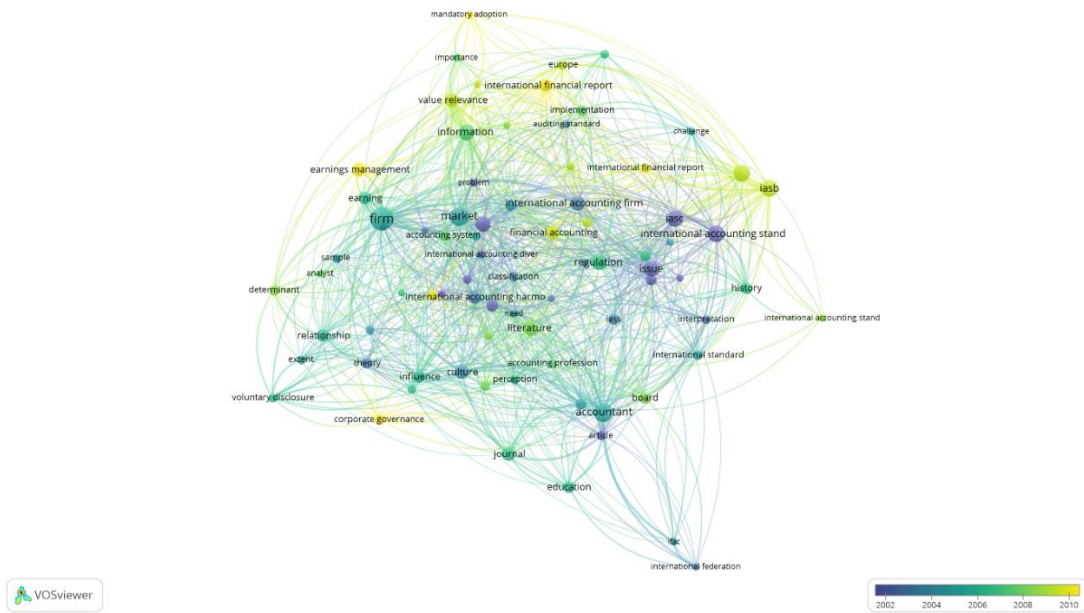 mandatory adoption
importance
europe
international financial report
value relevance
implementation
auditing standard
information
challenge
earnings management
international financial report
problem
iasb
earning
international accounting firm
firm
market
iasc
accounting system
financial accounting
international accounting stand
international accounting diver
sample
regulation
issue
analyst
classification
determinant
history
international accounting harmo
need
iass
interpretation
international accounting stand
literature
relationship
international standard
extent
theory
accounting profession
influence
culture
perception
voluntary disclosure
board
corporate governance
accountant
article
journal
education
ifac
international federation
VOSviewer
2002 2004 2006 2008 2010